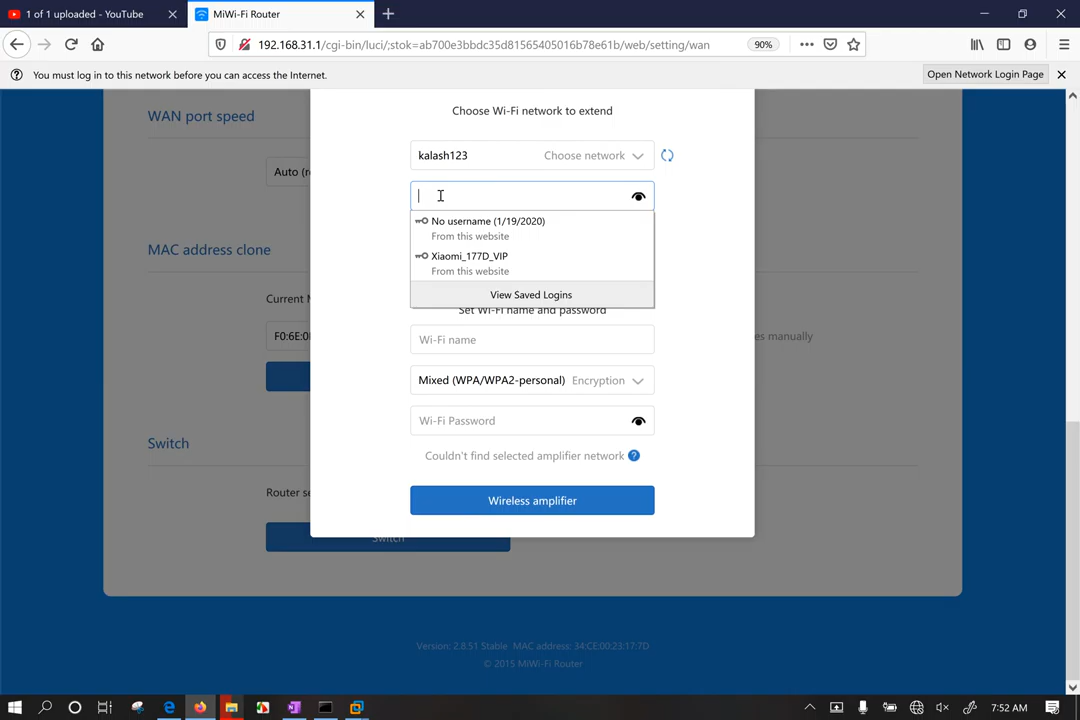 1 of 1 uploaded - YouTube
MiWi-Fi Router
192.168.31.1/cgi-bin/luci/;stok=ab700e3bbdc35d81565405016b78e61b/web/setting/wan
90%
You must log in to this network before you can access the Internet.
Open Network Login Page
WAN port speed
Auto (r
MAC address clone
Current M
F0:6E:0
es manually
Switch
Router se
Switch
Choose Wi-Fi network to extend
kalash123 Choose network
No username (1/19/2020)
From this website
Xiaomi_177D_VIP
From this website
View Saved Logins
Set Wi-Fi name and password
Wi-Fi name
Mixed (WPA/WPA2-personal) Encryption
Wi-Fi Password
Couldn't find selected amplifier network ?
Wireless amplifier
Version: 2.8.51 Stable MAC address: 34:CE:00:23:17:7D
© 2015 MiWi-Fi Router
7:52 AM